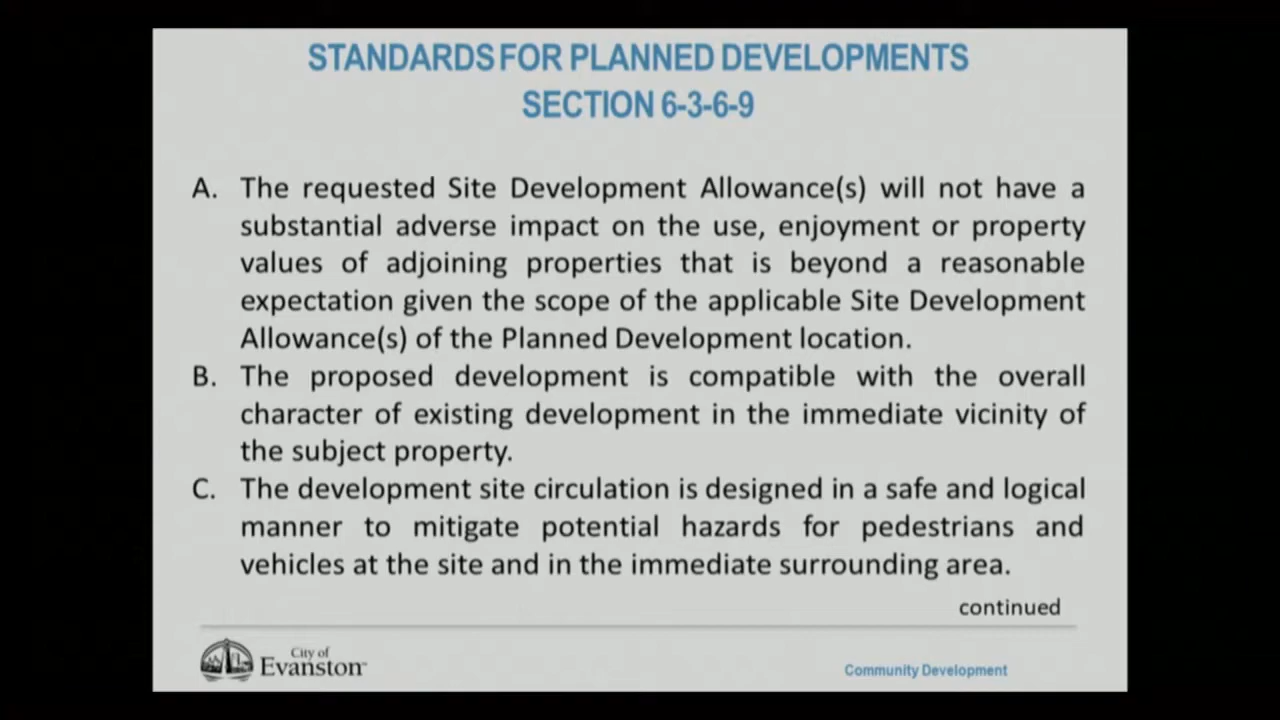 STANDARDS FOR PLANNED DEVELOPMENTS
SECTION 6-3-6-9
A. The requested Site Development Allowance(s) will not have a
substantial adverse impact on the use, enjoyment or property
values of adjoining properties that is beyond a reasonable
expectation given the scope of the applicable Site Development
Allowance(s) of the Planned Development location.
B. The proposed development is compatible with the overall
character of existing development in the immediate vicinity of
the subject property.
C. The development site circulation is designed in a safe and logical
manner to mitigate potential hazards for pedestrians and
vehicles at the site and in the immediate surrounding area.
continued
City of
Evanston
Community Development